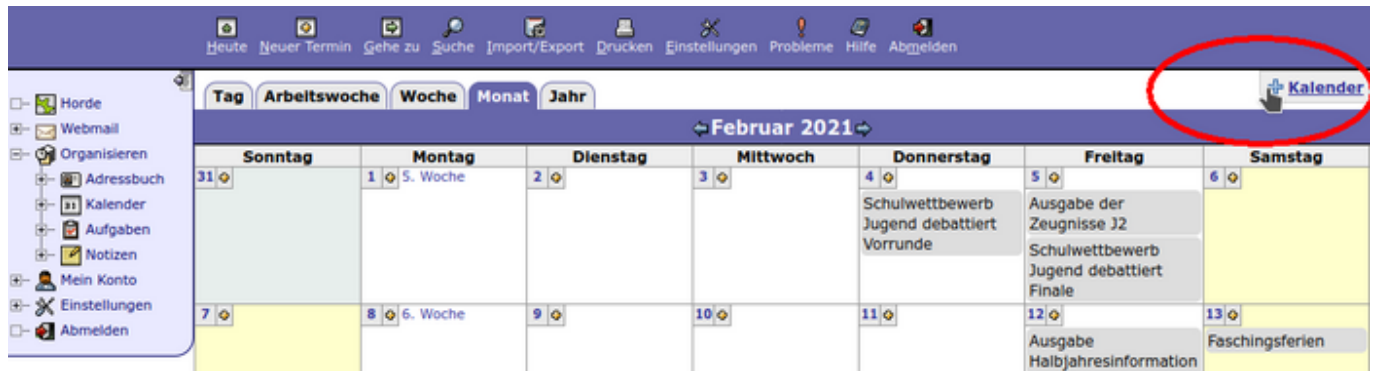 Heute Neuer Termin Gehe zu Suche Import/Export Drucken Einstellungen Probleme Hilfe Abmelden
Horde
Webmail
Organisieren
Adressbuch
Kalender
Aufgaben
Notizen
Mein Konto
Einstellungen
Abmelden
Tag Arbeitswoche Woche Monat Jahr
Kalender
Februar 2021
Sonntag Montag Dienstag Mittwoch Donnerstag Freitag Samstag
31 1 5. Woche 2 3 4 5 6
Schulwettbewerb
Jugend debattiert
Vorrunde
Ausgabe der
Zeugnisse J2
Schulwettbewerb
Jugend debattiert
Finale
7 8 6. Woche 9 10 11 12 13
Ausgabe
Halbjahresinformation
Faschingsferien